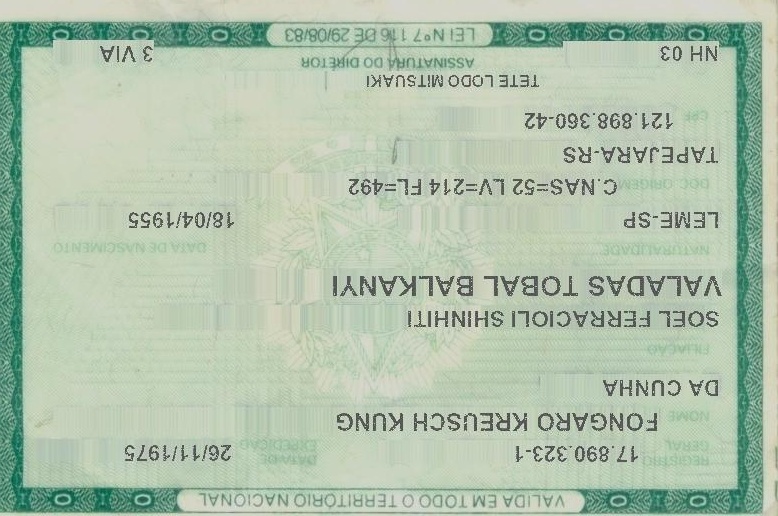 VALIDA EM TODO O TERRITORIO NACIONAL
REGISTRO GERAL 17.890.323-1 DATA DE EXPEDIÇÃO 26/11/1975
NOME FONGARO KREUSCH KUNG
DA CUNHA
FILIAÇÃO
SOEL FERRACIOLI SHINHITI
VALADAS TOBAL BALKANYI
NATURALIDADE DATA DE NASCIMENTO
LEME-SP 18/04/1955
DOC. ORIGEM C.NAS=52 LV=214 FL=492
TAPEJARA-RS
CPF 121.898.360-42
TETE LODO MITSUAKI
ASSINATURA DO DIRETOR
NH 03 3 VIA
LEI Nº 7.116 DE 29/08/83